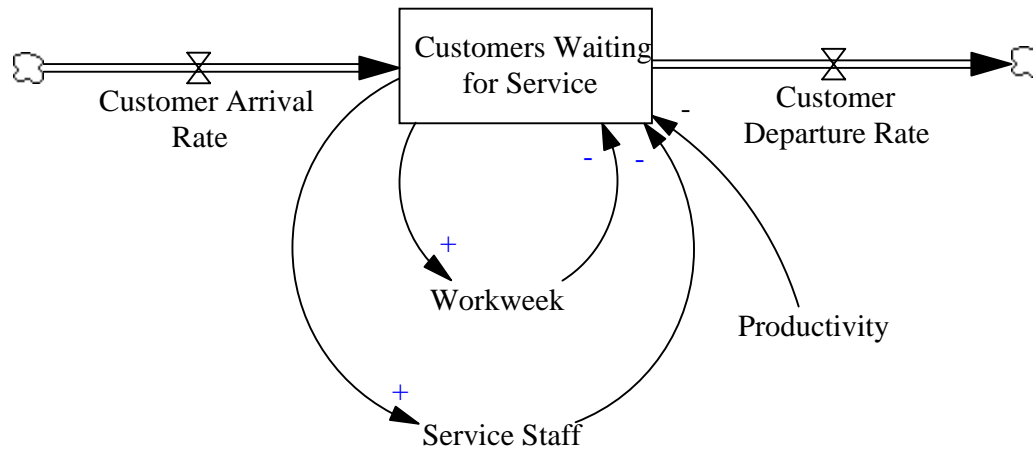 Customers Waiting
for Service
Customer Arrival
Rate
Customer
Departure Rate
-
-
-
+
Workweek
Productivity
+
Service Staff